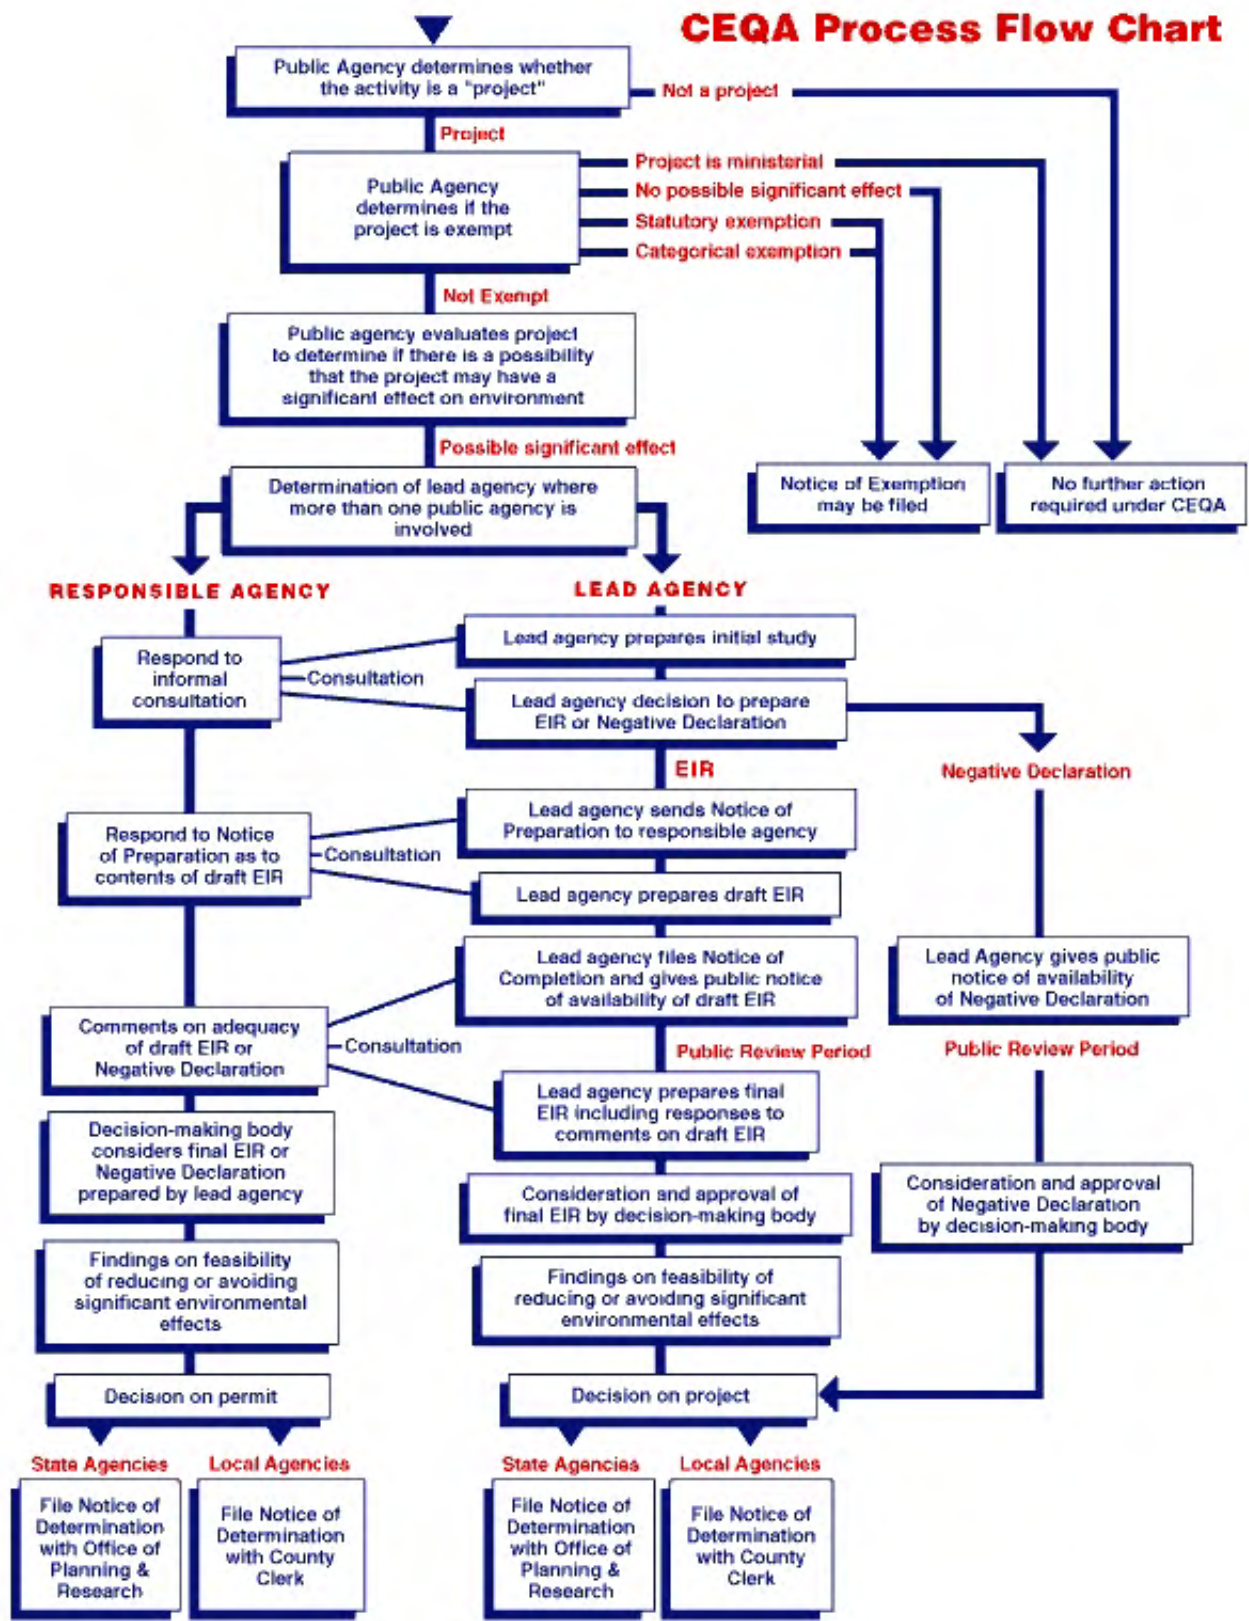 CEQA Process Flow Chart
Public Agency determines whether
the activity is a "project"
Not a project
Project
Public Agency
determines if the
project is exempt
Project is ministerial
No possible significant effect
Statutory exemption
Categorical exemption
Not Exempt
Public agency evaluates project
to determine if there is a possibility
that the project may have a
significant effect on environment
Possible significant effect
Determination of lead agency where
more than one public agency is
involved
Notice of Exemption
may be filed
No further action
required under CEQA
RESPONSIBLE AGENCY
LEAD AGENCY
Respond to
informal
consultation
Consultation
Lead agency prepares initial study
Lead agency decision to prepare
EIR or Negative Declaration
EIR
Negative Declaration
Respond to Notice
of Preparation as to
contents of draft EIR
Consultation
Lead agency sends Notice of
Preparation to responsible agency
Lead agency prepares draft EIR
Lead agency files Notice of
Completion and gives public notice
of availability of draft EIR
Lead Agency gives public
notice of availability
of Negative Declaration
Comments on adequacy
of draft EIR or
Negative Declaration
Consultation
Public Review Period
Public Review Period
Lead agency prepares final
EIR including responses to
comments on draft EIR
Decision-making body
considers final EIR or
Negative Declaration
prepared by lead agency
Consideration and approval of
final EIR by decision-making body
Consideration and approval
of Negative Declaration
by decision-making body
Findings on feasibility
of reducing or avoiding
significant environmental
effects
Findings on feasibility of
reducing or avoiding significant
environmental effects
Decision on permit
Decision on project
State Agencies
Local Agencies
State Agencies
Local Agencies
File Notice of
Determination
with Office of
Planning &
Research
File Notice of
Determination
with County
Clerk
File Notice of
Determination
with Office of
Planning &
Research
File Notice of
Determination
with County
Clerk